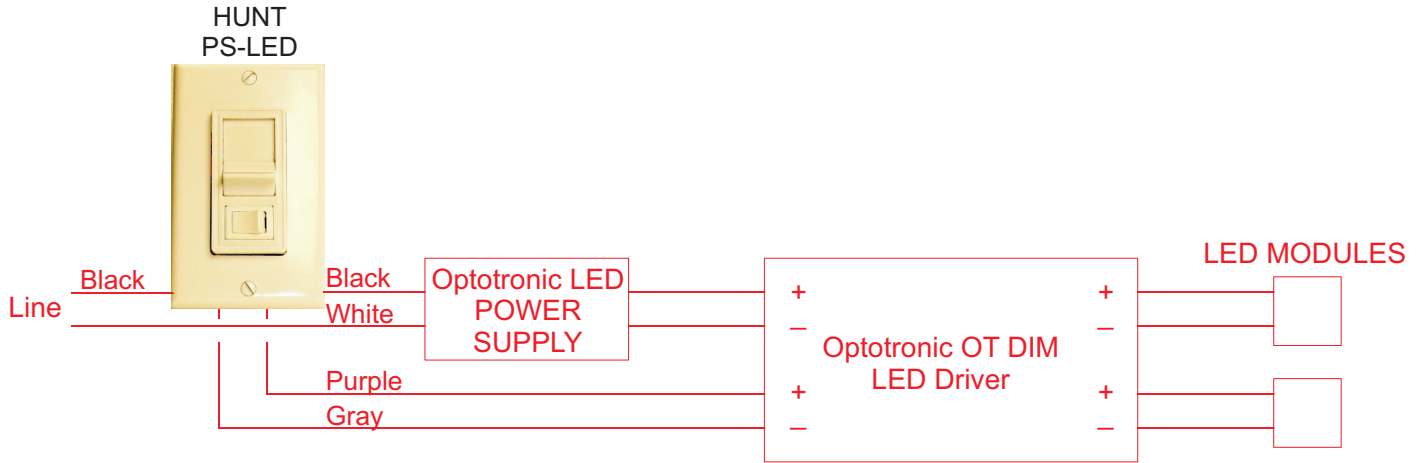 HUNT
PS-LED
Line
Black
Black
White
Purple
Gray
Optotronic LED
POWER
SUPPLY
+
–
+
–
Optotronic OT DIM
LED Driver
+
–
+
–
LED MODULES